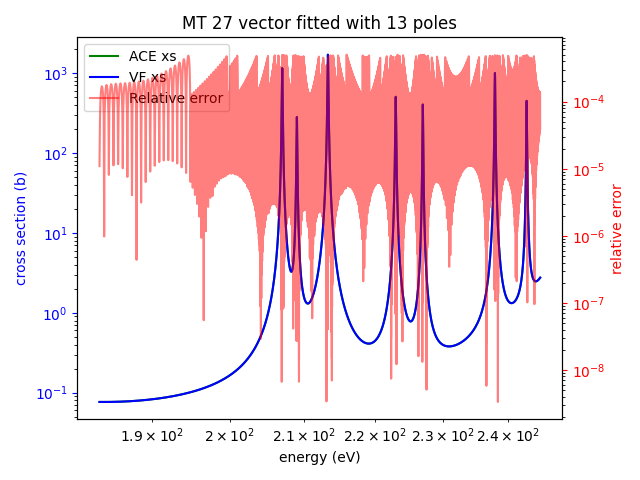 MT 27 vector fitted with 13 poles
ACE xs
VF xs
Relative error
10³
10²
10¹
10⁰
10⁻¹
cross section (b)
10⁻⁴
10⁻⁵
10⁻⁶
10⁻⁷
10⁻⁸
relative error
1.9 × 10² 2 × 10² 2.1 × 10² 2.2 × 10² 2.3 × 10² 2.4 × 10²
energy (eV)